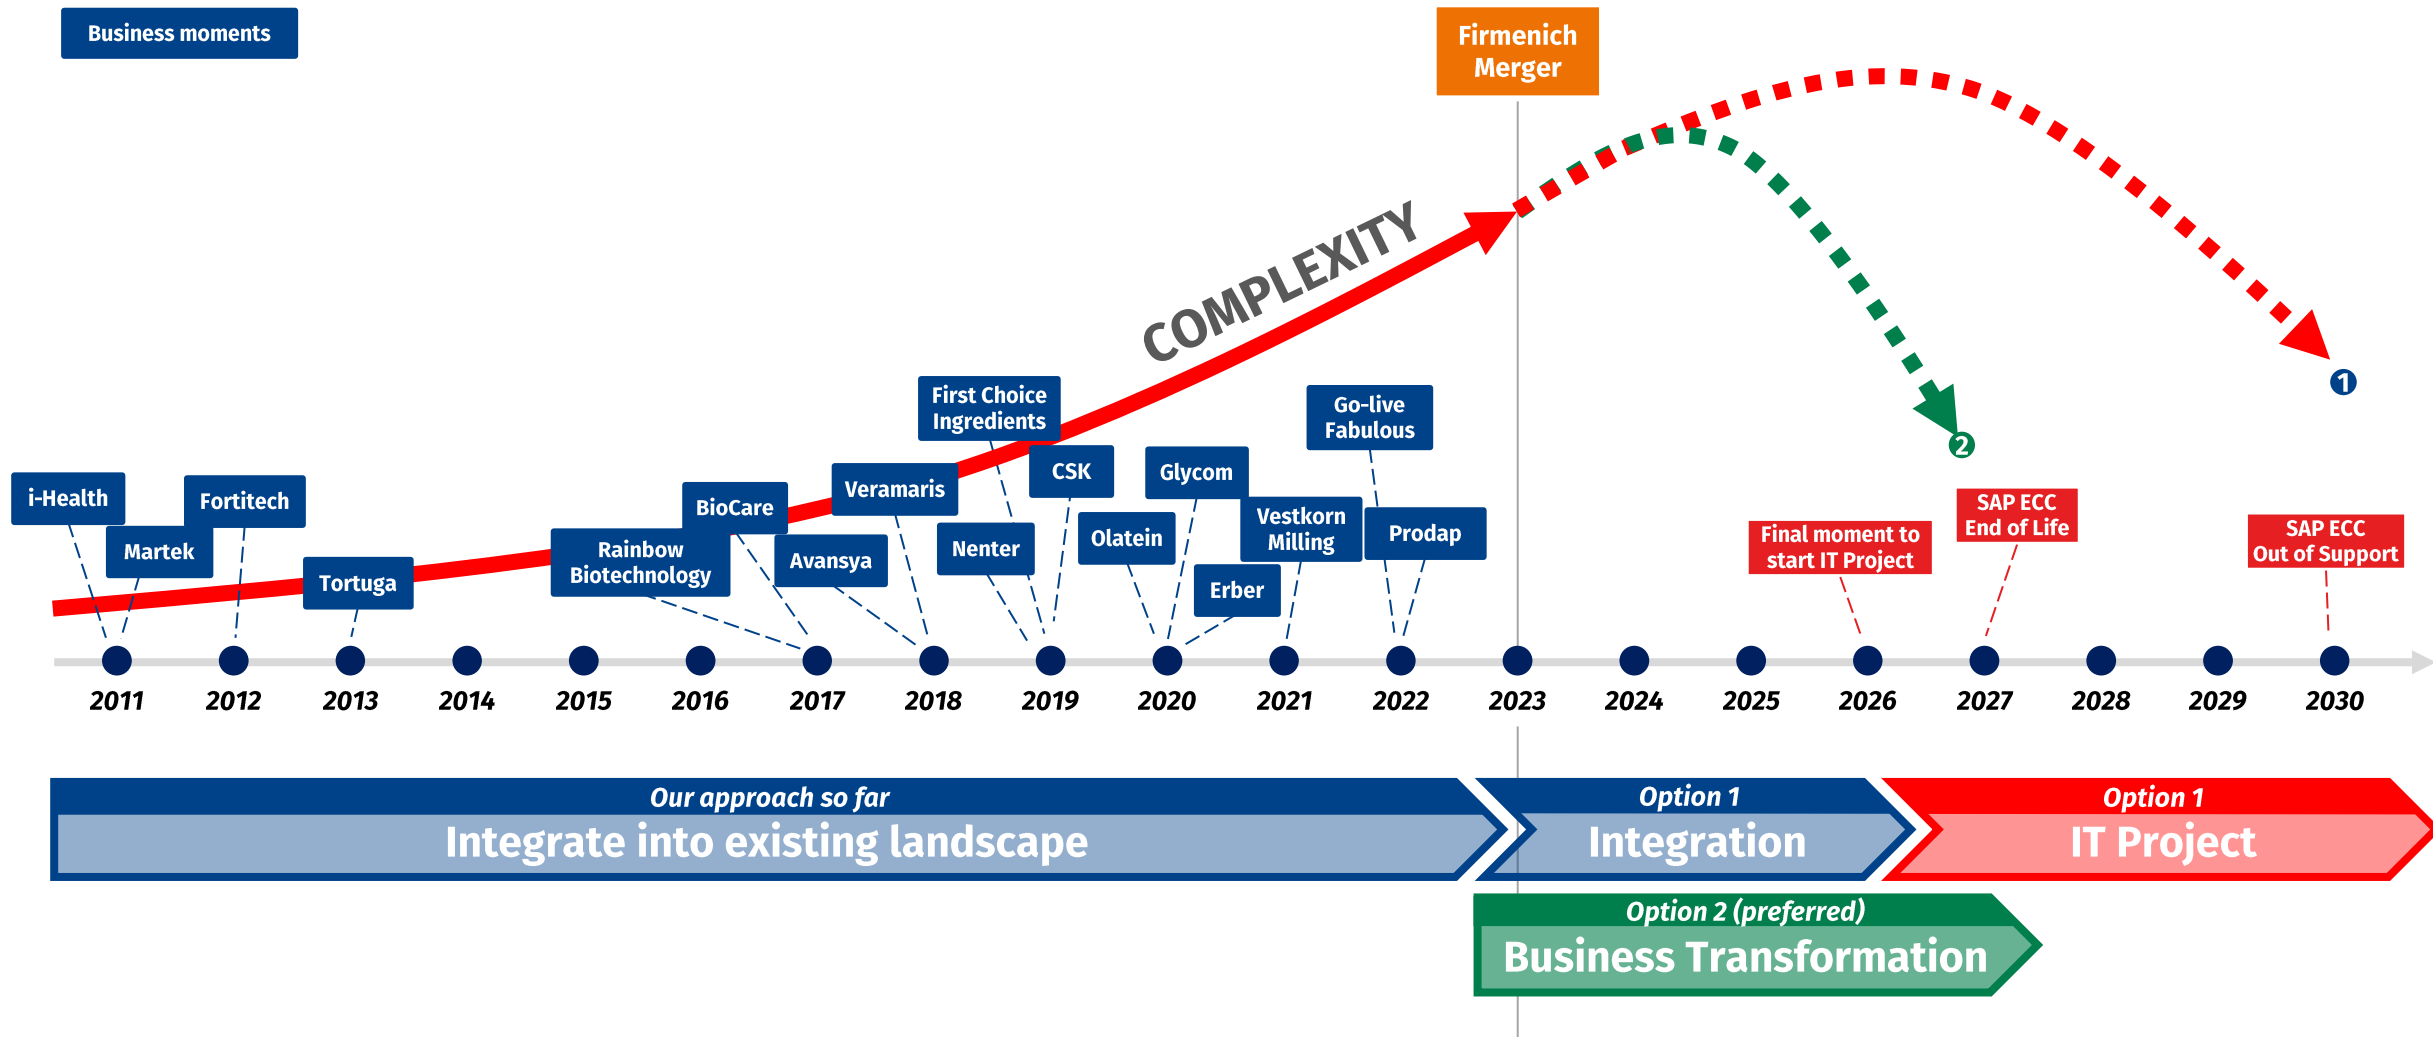 Business moments
Firmenich
Merger
COMPLEXITY
1
2
First Choice
Ingredients
Go-live
Fabulous
i-Health
Martek
Fortitech
Tortuga
Rainbow
Biotechnology
BioCare
Avansya
Veramaris
Nenter
CSK
Olatein
Glycom
Erber
Vestkorn
Milling
Prodap
Final moment to
start IT Project
SAP ECC
End of Life
SAP ECC
Out of Support
2011
2012
2013
2014
2015
2016
2017
2018
2019
2020
2021
2022
2023
2024
2025
2026
2027
2028
2029
2030
Our approach so far
Integrate into existing landscape
Option 1
Integration
Option 1
IT Project
Option 2 (preferred)
Business Transformation